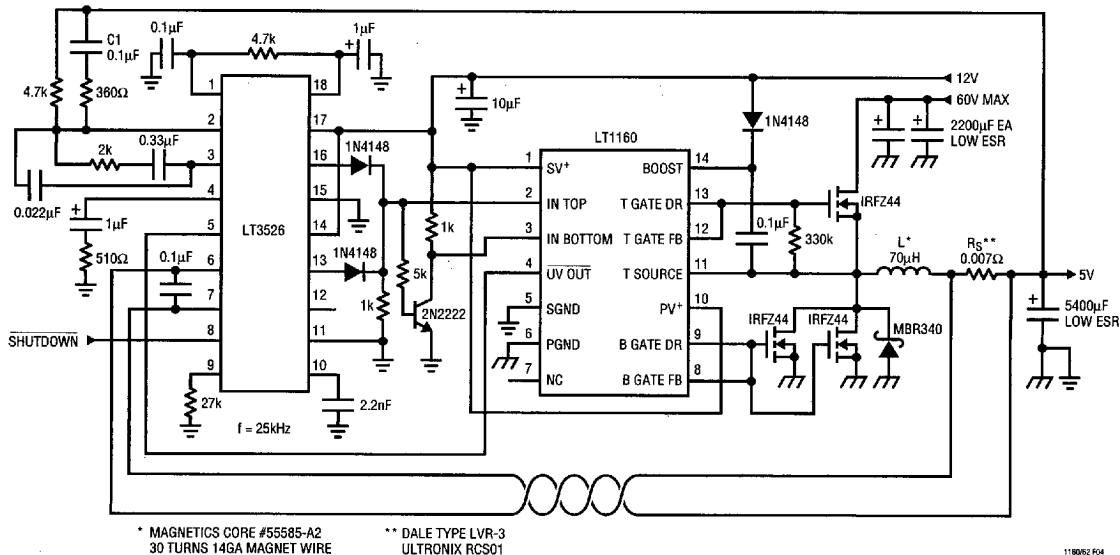 C1
0.1µF
0.1µF
4.7k
1µF
4.7k
360Ω
1
18
12V
2
17
10µF
60V MAX
2k
0.33µF
3
16
1N4148
1N4148
2200µF EA
LOW ESR
0.022µF
4
15
LT1160
1
SV+
BOOST
14
1µF
5
LT3526
14
2
IN TOP
T GATE DR
13
IRFZ44
510Ω
0.1µF
6
13
1N4148
1k
3
IN BOTTOM
T GATE FB
12
0.1µF
330k
5k
4
UV OUT
T SOURCE
11
L*
70µH
RS**
0.007Ω
5V
7
12
2N2222
1k
5
SGND
PV+
10
5400µF
LOW ESR
SHUTDOWN
8
11
6
PGND
B GATE DR
9
IRFZ44
IRFZ44
MBR340
9
10
7
NC
B GATE FB
8
27k
2.2nF
f = 25kHz
* MAGNETICS CORE #55585-A2
30 TURNS 14GA MAGNET WIRE
** DALE TYPE LVR-3
ULTRONIX RCS01
1160/62 F04